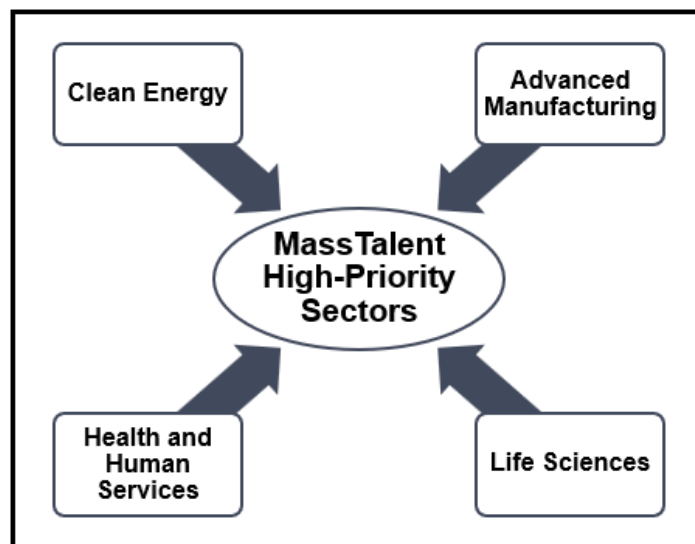 Clean Energy
Advanced
Manufacturing
MassTalent
High-Priority
Sectors
Health and
Human
Services
Life Sciences